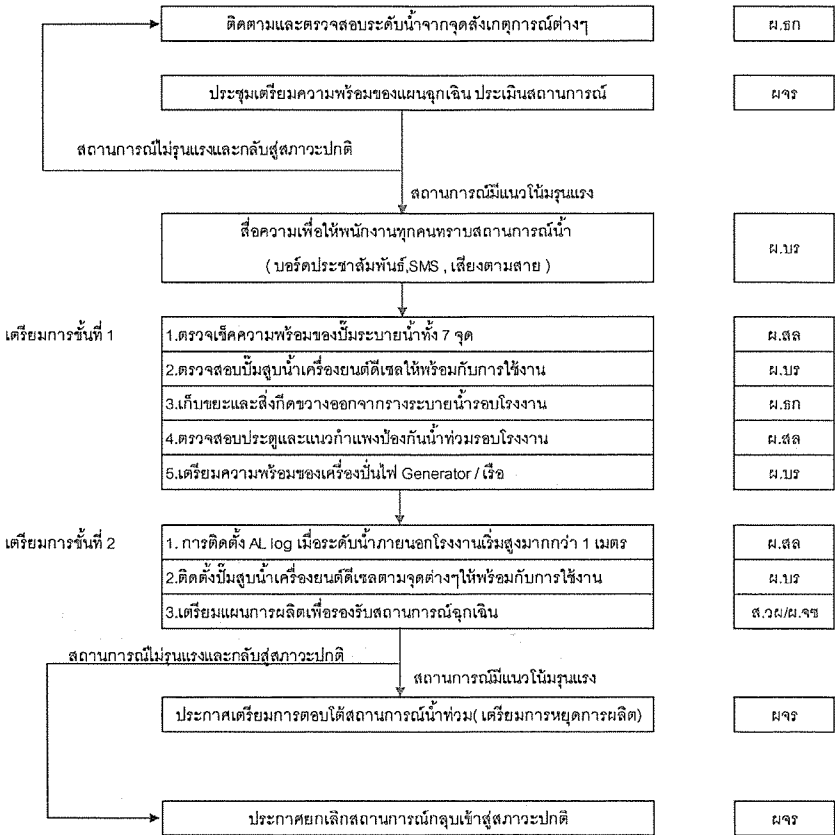 ติดตามและตรวจสอบระดับน้ำจากจุดสังเกตุการณ์ต่างๆ ผ.ธก
ประชุมเตรียมความพร้อมของแผนฉุกเฉิน ประเมินสถานการณ์ ผจร
สถานการณ์ไม่รุนแรงและกลับสู่สภาวะปกติ
สถานการณ์มีแนวโน้มรุนแรง
สื่อความเพื่อให้พนักงานทุกคนทราบสถานการณ์น้ำ
( บอร์ดประชาสัมพันธ์,SMS , เสียงตามสาย )
ผ.บร
เตรียมการขั้นที่ 1
1.ตรวจเช็คความพร้อมของปั๊มระบายน้ำทั้ง 7 จุด ผ.สล
2.ตรวจสอบปั๊มสูบน้ำเครื่องยนต์ดีเซลให้พร้อมกับการใช้งาน ผ.บร
3.เก็บขยะและสิ่งกีดขวางออกจากรางระบายน้ำรอบโรงงาน ผ.ธก
4.ตรวจสอบประตูและแนวกำแพงป้องกันน้ำท่วมรอบโรงงาน ผ.สล
5.เตรียมความพร้อมของเครื่องปั่นไฟ Generator / เรือ ผ.บร
เตรียมการขั้นที่ 2
1. การติดตั้ง AL log เมื่อระดับน้ำภายนอกโรงงานเริ่มสูงมากกว่า 1 เมตร ผ.สล
2.ติดตั้งปั๊มสูบน้ำเครื่องยนต์ดีเซลตามจุดต่างๆให้พร้อมกับการใช้งาน ผ.บร
3.เตรียมแผนการผลิตเพื่อรองรับสถานการณ์ฉุกเฉิน ส.วผ/ผ.จซ
สถานการณ์ไม่รุนแรงและกลับสู่สภาวะปกติ
สถานการณ์มีแนวโน้มรุนแรง
ประกาศเตรียมการตอบโต้สถานการณ์น้ำท่วม( เตรียมการหยุดการผลิต) ผจร
ประกาศยกเลิกสถานการณ์กลุบเข้าสู่สภาวะปกติ ผจร